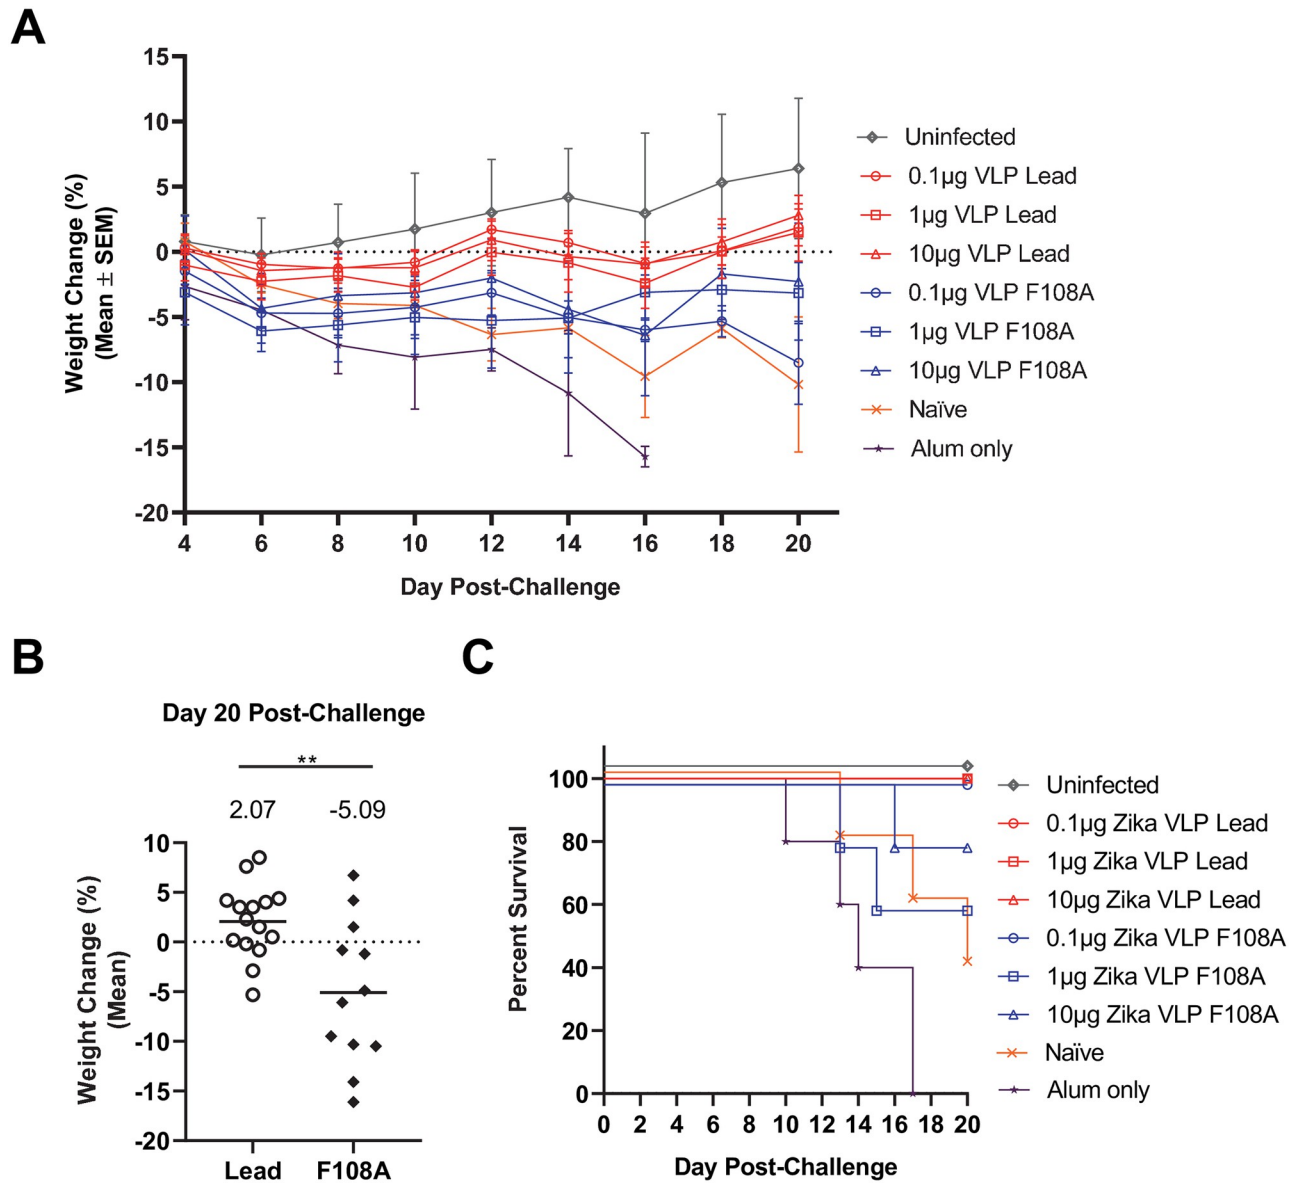 A
15
10
5
0
-5
-10
-15
-20
Weight Change (%)
(Mean ± SEM)
4 6 8 10 12 14 16 18 20
Day Post-Challenge
Uninfected
0.1µg VLP Lead
1µg VLP Lead
10µg VLP Lead
0.1µg VLP F108A
1µg VLP F108A
10µg VLP F108A
Naïve
Alum only
B
Day 20 Post-Challenge
**
2.07 -5.09
10
5
0
-5
-10
-15
-20
Weight Change (%)
(Mean)
Lead F108A
C
100
80
60
40
20
0
Percent Survival
0 2 4 6 8 10 12 14 16 18 20
Day Post-Challenge
Uninfected
0.1µg Zika VLP Lead
1µg Zika VLP Lead
10µg Zika VLP Lead
0.1µg Zika VLP F108A
1µg Zika VLP F108A
10µg Zika VLP F108A
Naïve
Alum only